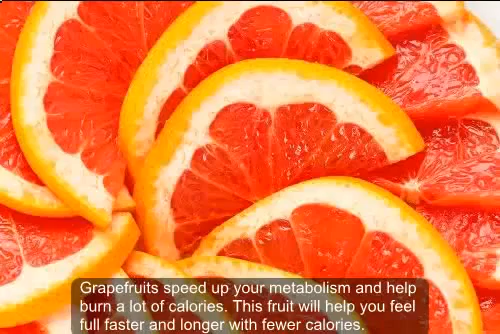 Grapefruits speed up your metabolism and help
burn a lot of calories. This fruit will help you feel
full faster and longer with fewer calories.